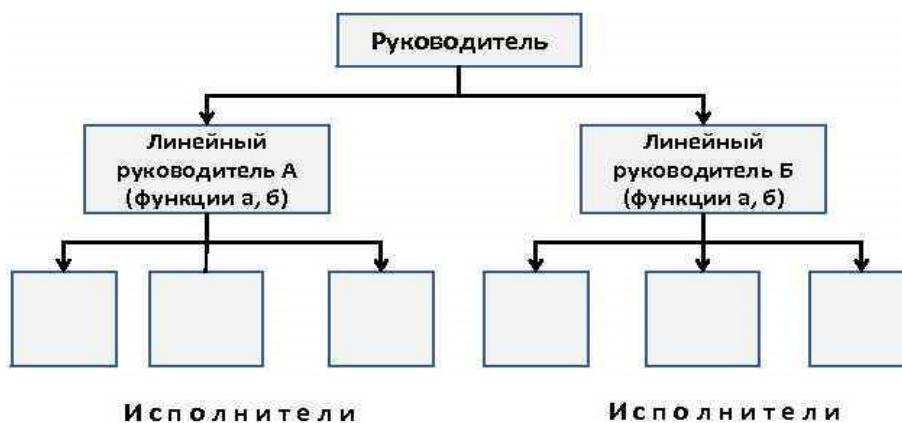 Руководитель
Линейный
руководитель А
(функции а, б)
Линейный
руководитель Б
(функции а, б)
Исполнители
Исполнители